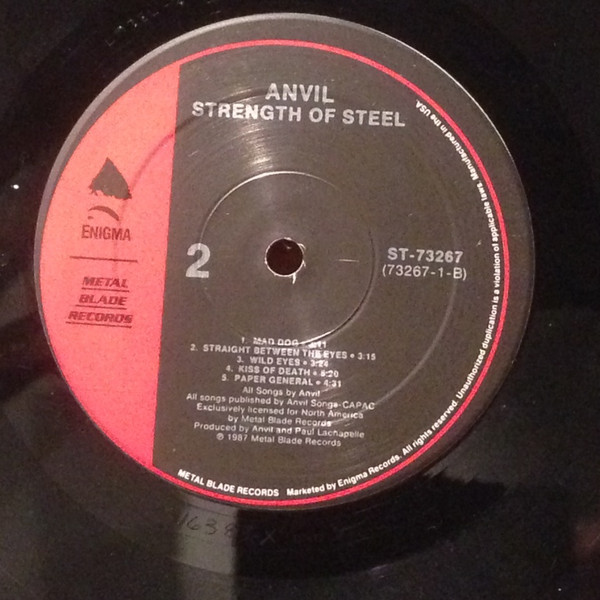 ANVIL
STRENGTH OF STEEL
ENIGMA
METAL
BLADE
RECORDS
2
ST-73267
(73267-1-B)
1. MAD DOG •
2. STRAIGHT BETWEEN THE EYES • 3:15
3. WILD EYES •
4. KISS OF DEATH •
5. PAPER GENERAL • 4:31
All Songs by Anvil
All songs published by Anvil Songs-CAPAC
Exclusively licensed for North America
by Metal Blade Records
Produced by Anvil and Paul Lachapelle
℗ 1987 Metal Blade Records
METAL BLADE RECORDS Marketed by Enigma Records. All rights reserved. Unauthorized duplication is a violation of applicable laws. Manufactured in the USA.